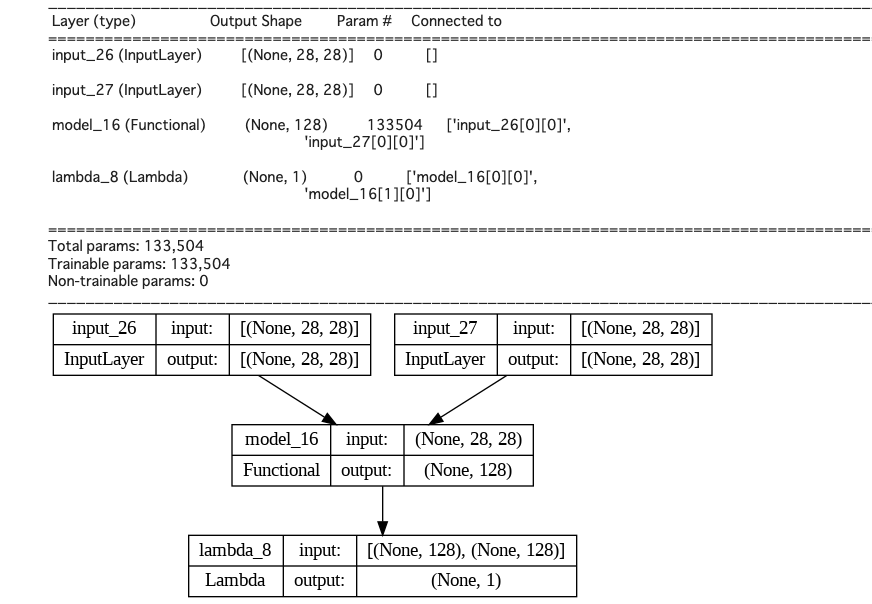 Layer (type) Output Shape Param # Connected to
input_26 (InputLayer) [(None, 28, 28)] 0 []
input_27 (InputLayer) [(None, 28, 28)] 0 []
model_16 (Functional) (None, 128) 133504 ['input_26[0][0]',
'input_27[0][0]']
lambda_8 (Lambda) (None, 1) 0 ['model_16[0][0]',
'model_16[1][0]']
Total params: 133,504
Trainable params: 133,504
Non-trainable params: 0
input_26 input: [(None, 28, 28)]
InputLayer output: [(None, 28, 28)]
input_27 input: [(None, 28, 28)]
InputLayer output: [(None, 28, 28)]
model_16 input: (None, 28, 28)
Functional output: (None, 128)
lambda_8 input: [(None, 128), (None, 128)]
Lambda output: (None, 1)